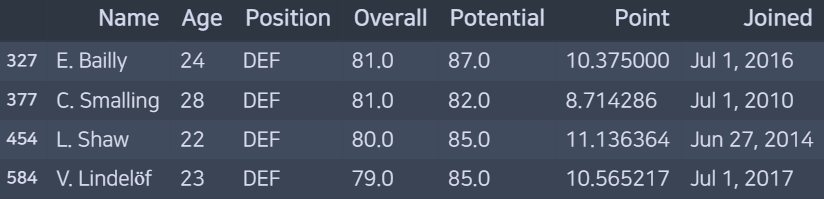 Name Age Position Overall Potential Point Joined
327 E. Bailly 24 DEF 81.0 87.0 10.375000 Jul 1, 2016
377 C. Smalling 28 DEF 81.0 82.0 8.714286 Jul 1, 2010
454 L. Shaw 22 DEF 80.0 85.0 11.136364 Jun 27, 2014
584 V. Lindelöf 23 DEF 79.0 85.0 10.565217 Jul 1, 2017